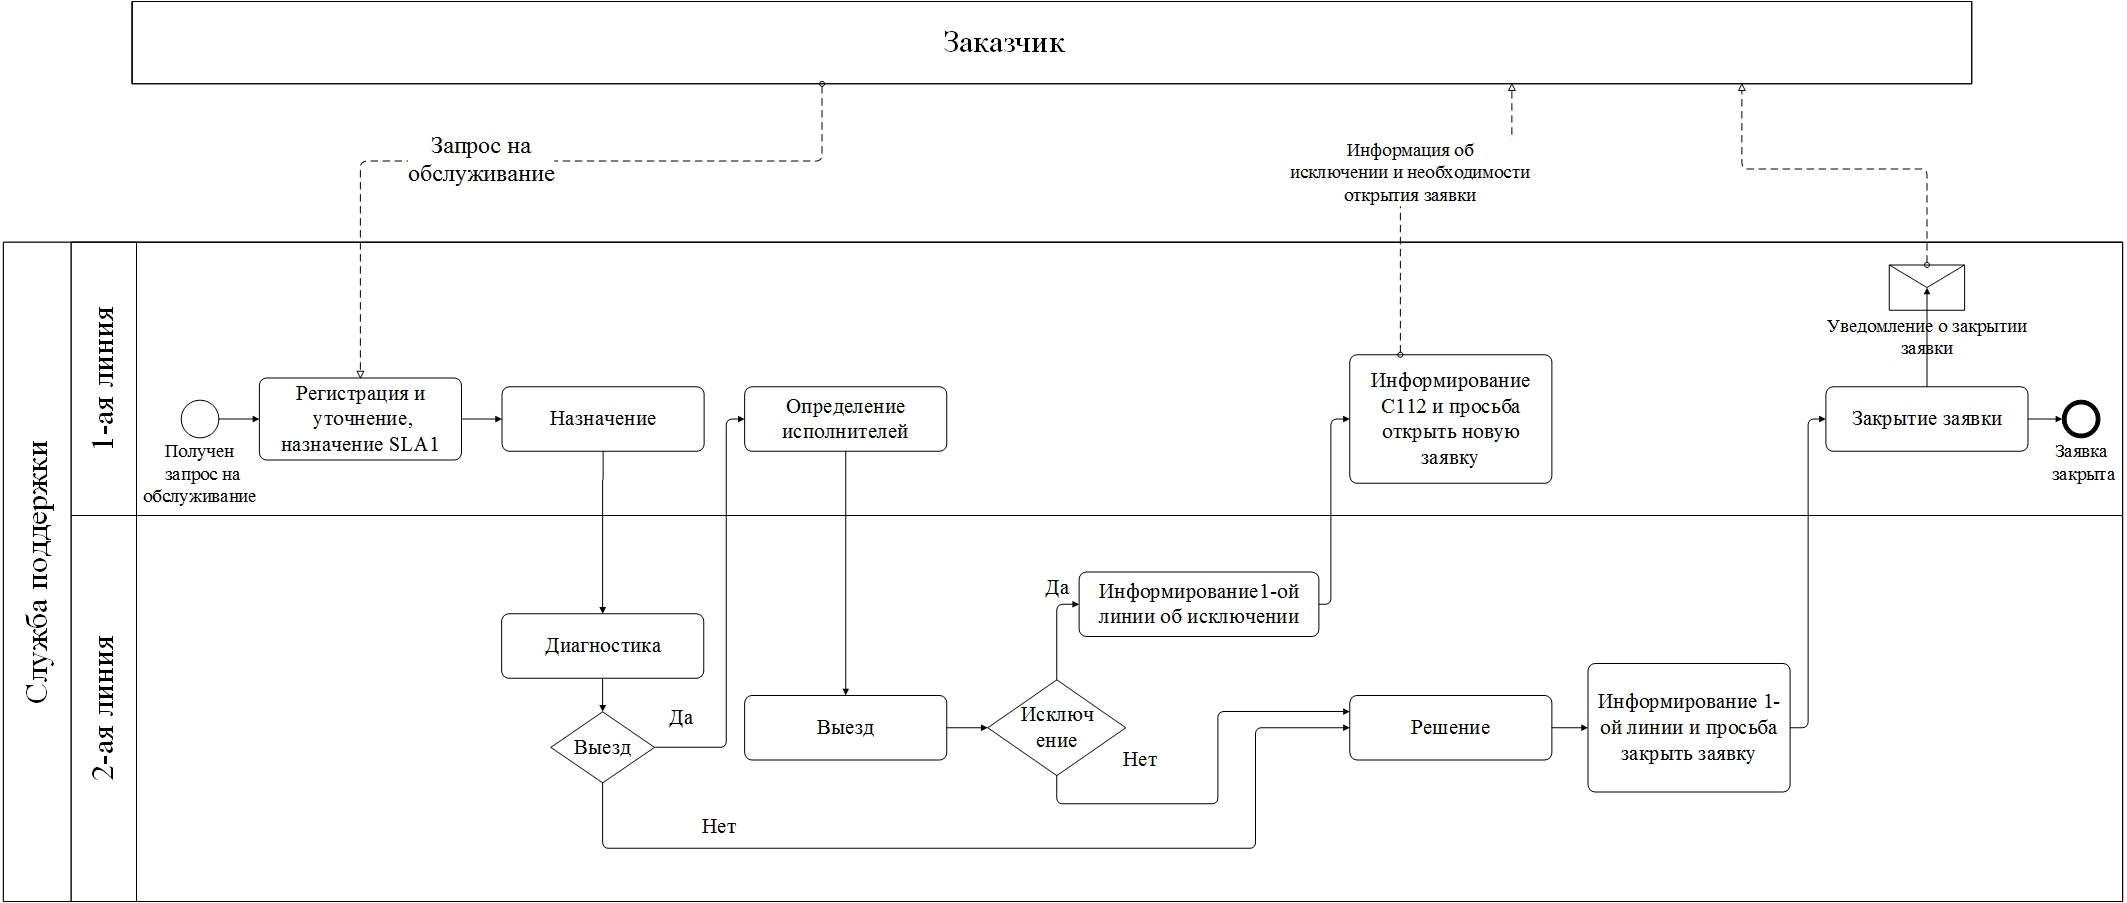 Заказчик
Запрос на
обслуживание
Информация об
исключении и необходимости
открытия заявки
Служба поддержки
1-ая линия
Получен
запрос на
обслуживание
Регистрация и
уточнение,
назначение SLA1
Назначение
Определение
исполнителей
Информирование
С112 и просьба
открыть новую
заявку
Уведомление о закрытии
заявки
Закрытие заявки
Заявка
закрыта
2-ая линия
Диагностика
Выезд
Да
Нет
Выезд
Исключ
ение
Да
Нет
Информирование1-ой
линии об исключении
Решение
Информирование 1-
ой линии и просьба
закрыть заявку